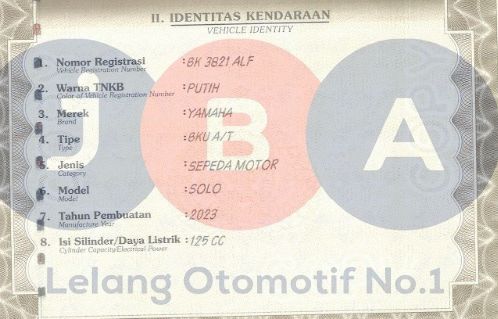 II. IDENTITAS KENDARAAN
VEHICLE IDENTITY
1. Nomor Registrasi : BK 3821 ALF
Vehicle Registration Number
2. Warna TNKB : PUTIH
Color of Vehicle Registration Number
3. Merek : YAMAHA
Brand
4. Tipe : BKU A/T
Type
5. Jenis : SEPEDA MOTOR
Category
6. Model : SOLO
Model
7. Tahun Pembuatan : 2023
Manufacture Year
8. Isi Silinder/Daya Listrik : 125 CC
Cylinder Capacity/Electrical Power
JBA
Lelang Otomotif No.1